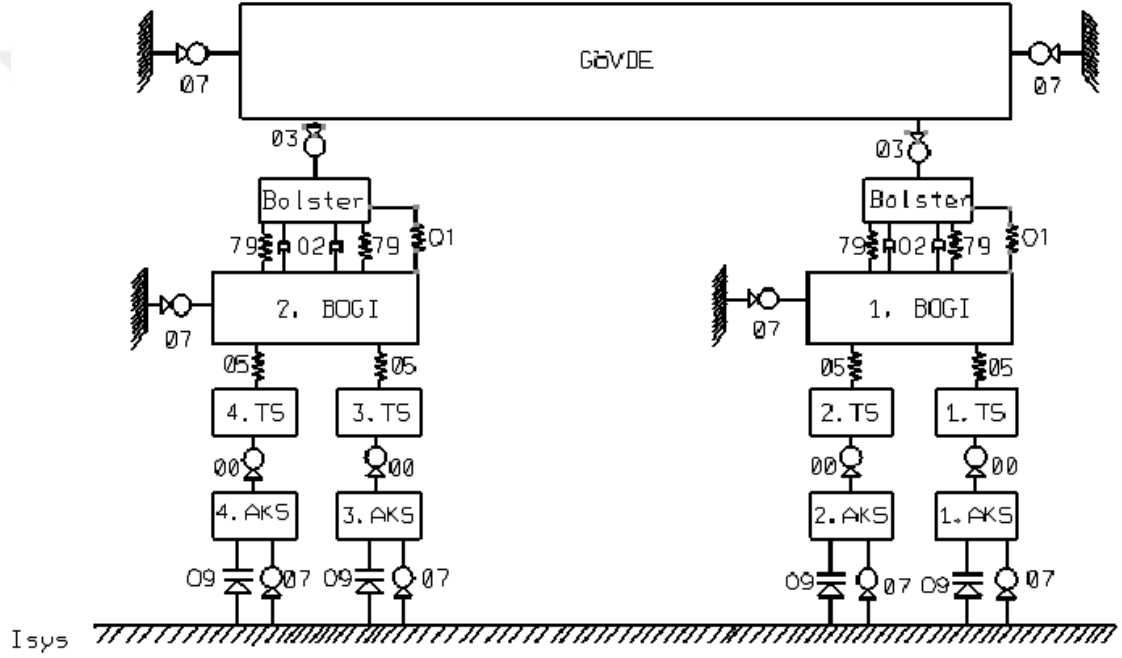 GÖVDE
07 07
03 03
Bolster Bolster
79 02 79 01 79 02 79 01
2. BOGI 1. BOGI
07 07
05 05 05 05
4.TS 3.TS 2.TS 1.TS
00 00 00 00
4.AKS 3.AKS 2.AKS 1.AKS
09 07 09 07 09 07 09 07
Isys